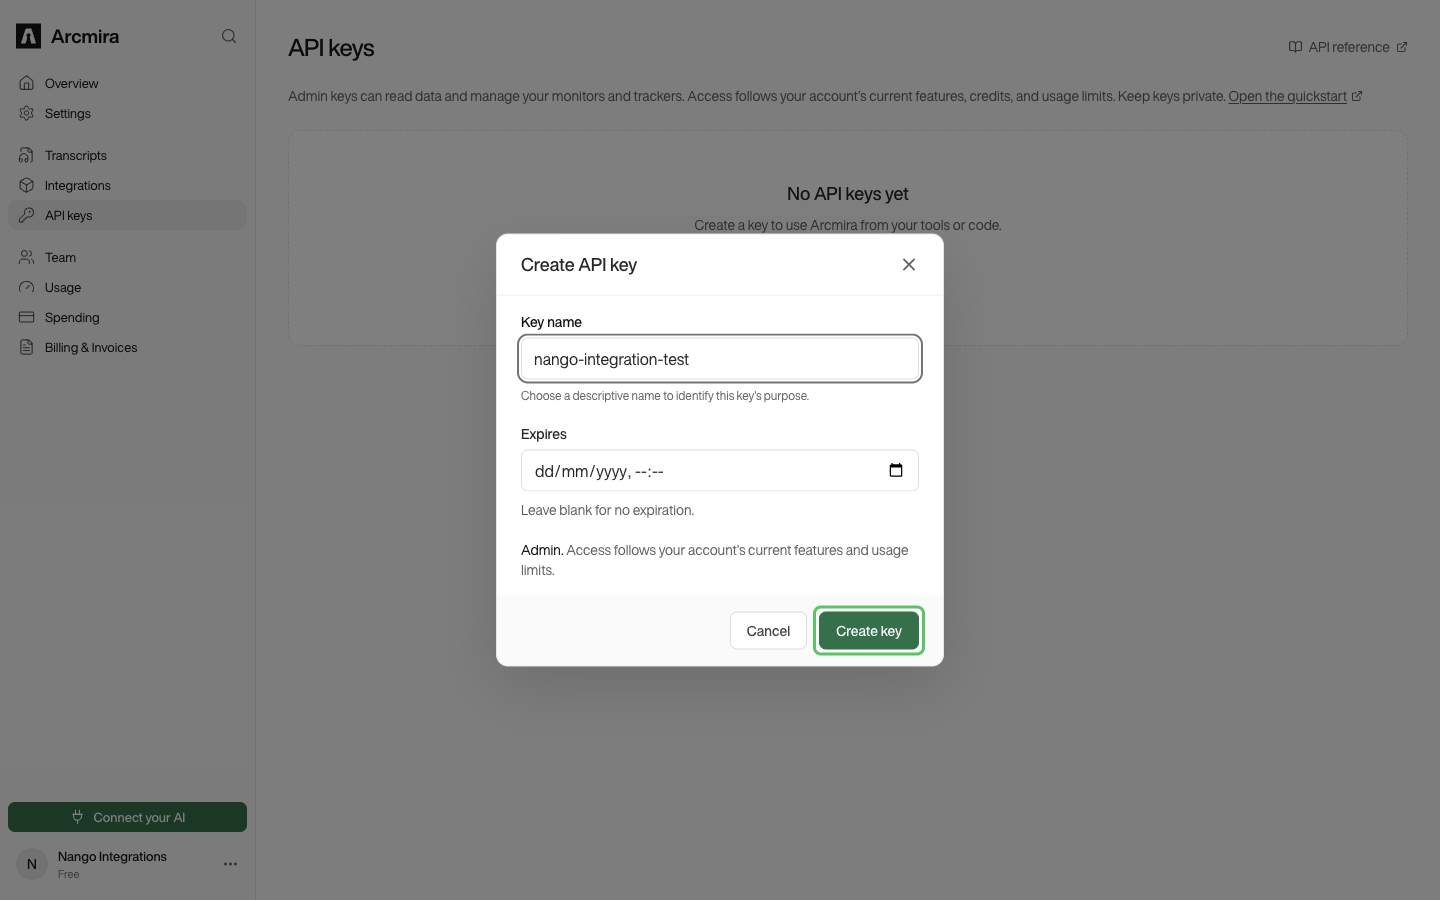 Arcmira
Overview
Settings
Transcripts
Integrations
API keys
Team
Usage
Spending
Billing & Invoices
Connect your AI
N
Nango Integrations
Free
API keys
API reference
Admin keys can read data and manage your monitors and trackers. Access follows your account's current features, credits, and usage limits. Keep keys private. Open the quickstart
No API keys yet
Create a key to use Arcmira from your tools or code.
Create API key
Key name
nango-integration-test
Choose a descriptive name to identify this key's purpose.
Expires
dd/mm/yyyy, --:--
Leave blank for no expiration.
Admin. Access follows your account's current features and usage
limits.
Cancel
Create key